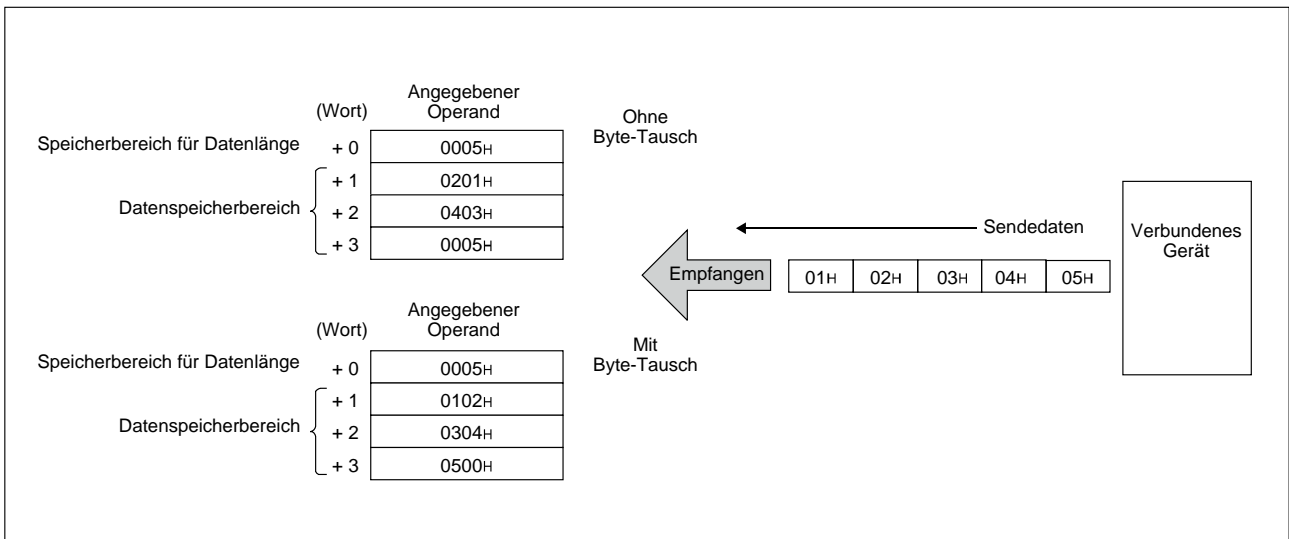 (Wort)
Angegebener
Operand
Ohne
Byte-Tausch
Speicherbereich für Datenlänge
+ 0
0005H
Datenspeicherbereich
+ 1
0201H
+ 2
0403H
+ 3
0005H
Sendedaten
Empfangen
01H
02H
03H
04H
05H
Verbundenes
Gerät
(Wort)
Angegebener
Operand
Mit
Byte-Tausch
Speicherbereich für Datenlänge
+ 0
0005H
Datenspeicherbereich
+ 1
0102H
+ 2
0304H
+ 3
0500H